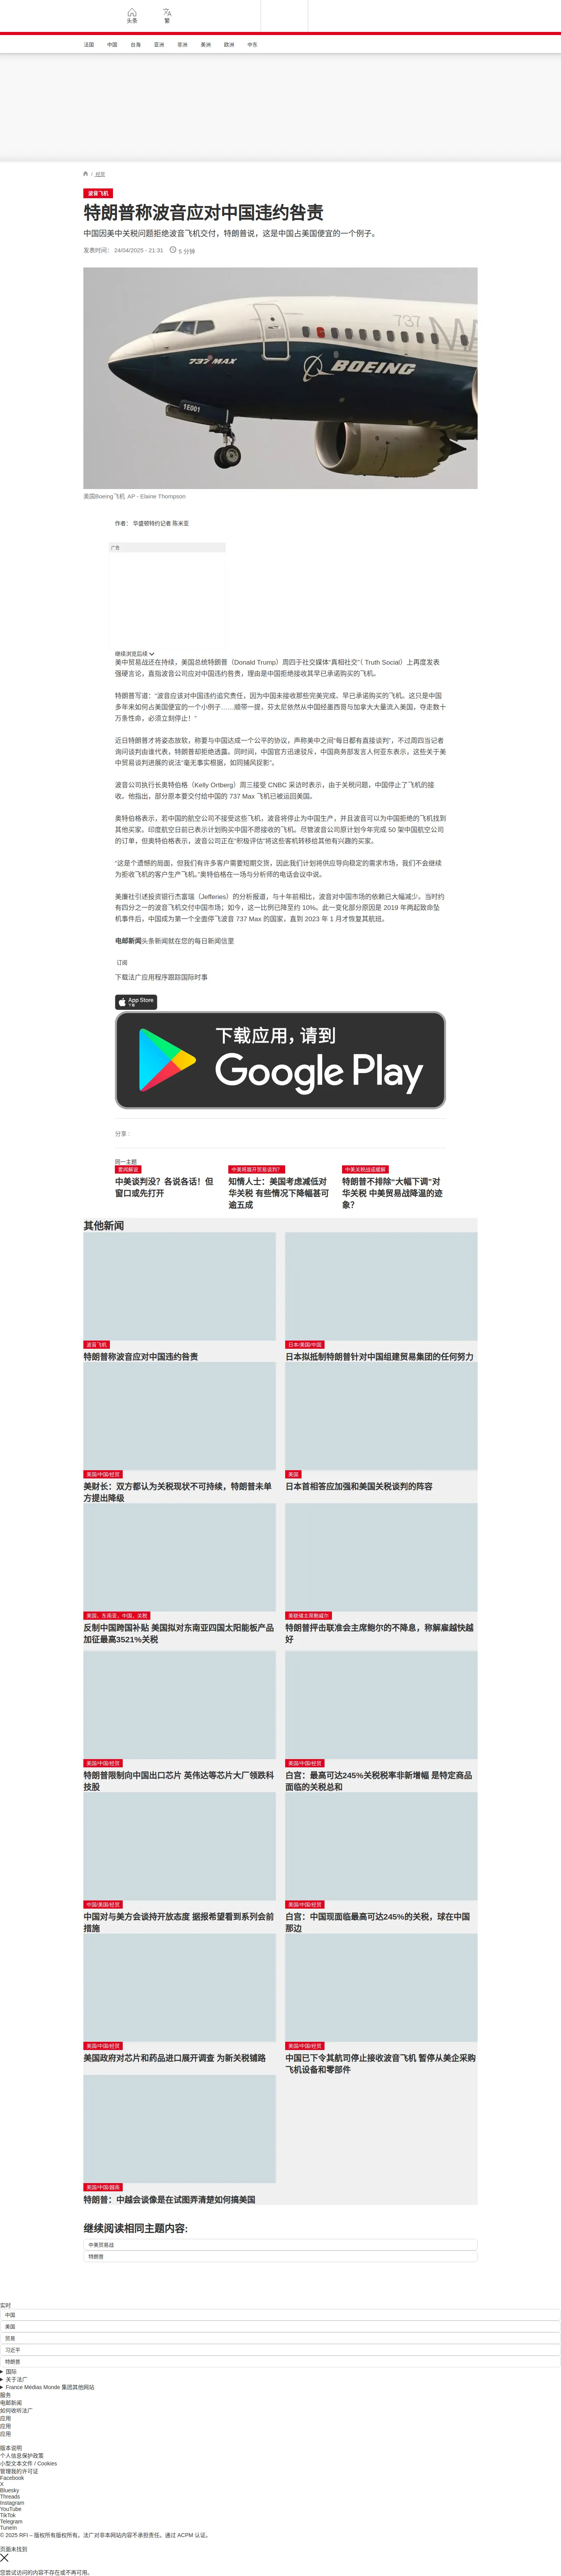 头条
繁
法国 中国 台海 亚洲 非洲 美洲 欧洲 中东
/ 经贸
波音飞机
特朗普称波音应对中国违约咎责
中国因美中关税问题拒绝波音飞机交付，特朗普说，这是中国占美国便宜的一个例子。
发表时间： 24/04/2025 - 21:31 5 分钟
737
MA
737 MAX
BOEING
1E001
美国Boeing飞机 AP - Elaine Thompson
作者： 华盛顿特约记者 陈米亚
广告
继续浏览后续
美中贸易战还在持续，美国总统特朗普（Donald Trump）周四于社交媒体“真相社交”（ Truth Social）上再度发表
强硬言论，直指波音公司应对中国违约咎责，理由是中国拒绝接收其早已承诺购买的飞机。
特朗普写道：“波音应该对中国违约追究责任，因为中国未接收那些完美完成、早已承诺购买的飞机。这只是中国
多年来如何占美国便宜的一个小例子……顺带一提，芬太尼依然从中国经墨西哥与加拿大大量流入美国，夺走数十
万条性命，必须立刻停止！”
近日特朗普才将姿态放软，称要与中国达成一个公平的协议，声称美中之间“每日都有直接谈判”，不过周四当记者
询问谈判由谁代表，特朗普却拒绝透露。同时间，中国官方迅速驳斥，中国商务部发言人何亚东表示，这些关于美
中贸易谈判进展的说法“毫无事实根据，如同捕风捉影”。
波音公司执行长奥特伯格（Kelly Ortberg）周三接受 CNBC 采访时表示，由于关税问题，中国停止了飞机的接
收。他指出，部分原本要交付给中国的 737 Max 飞机已被运回美国。
奥特伯格表示，若中国的航空公司不接受这些飞机，波音将停止为中国生产，并且波音可以为中国拒绝的飞机找到
其他买家。印度航空日前已表示计划购买中国不愿接收的飞机。尽管波音公司原计划今年完成 50 架中国航空公司
的订单，但奥特伯格表示，波音公司正在“积极评估”将这些客机转移给其他有兴趣的买家。
“这是个遗憾的局面，但我们有许多客户需要短期交货，因此我们计划将供应导向稳定的需求市场，我们不会继续
为拒收飞机的客户生产飞机。”奥特伯格在一场与分析师的电话会议中说。
美廉社引述投资银行杰富瑞（Jefferies）的分析报道，与十年前相比，波音对中国市场的依赖已大幅减少。当时约
有四分之一的波音飞机交付中国市场；如今，这一比例已降至约 10%。此一变化部分原因是 2019 年两起致命坠
机事件后，中国成为第一个全面停飞波音 737 Max 的国家，直到 2023 年 1 月才恢复其航班。
电邮新闻头条新闻就在您的每日新闻信里
订阅
下载法广应用程序跟踪国际时事
App Store
下载
下载应用，请到
Google Play
分享 :
同一主题
要闻解说
中美谈判没？各说各话！但
窗口或先打开
中美将展开贸易谈判？
知情人士：美国考虑减低对
华关税 有些情况下降幅甚可
逾五成
中美关税战或缓解
特朗普不排除“大幅下调”对
华关税 中美贸易战降温的迹
象？
其他新闻
波音飞机
特朗普称波音应对中国违约咎责
日本/美国/中国
日本拟抵制特朗普针对中国组建贸易集团的任何努力
美国/中国/经贸
美财长：双方都认为关税现状不可持续，特朗普未单
方提出降级
美国
日本首相答应加强和美国关税谈判的阵容
美国、东南亚、中国、关税
反制中国跨国补贴 美国拟对东南亚四国太阳能板产品
加征最高3521%关税
美联储主席鲍威尔
特朗普抨击联准会主席鲍尔的不降息，称解雇越快越
好
美国/中国/经贸
特朗普限制向中国出口芯片 英伟达等芯片大厂领跌科
技股
美国/中国/经贸
白宫：最高可达245%关税税率非新增幅 是特定商品
面临的关税总和
中国/美国/经贸
中国对与美方会谈持开放态度 据报希望看到系列会前
措施
美国/中国/经贸
白宫：中国现面临最高可达245%的关税，球在中国
那边
美国/中国/经贸
美国政府对芯片和药品进口展开调查 为新关税铺路
美国/中国/经贸
中国已下令其航司停止接收波音飞机 暂停从美企采购
飞机设备和零部件
美国/中国/越南
特朗普：中越会谈像是在试图弄清楚如何搞美国
继续阅读相同主题内容:
中美贸易战
特朗普
实时
中国
美国
贸易
习近平
特朗普
国际
关于法广
France Médias Monde 集团其他网站
服务
电邮新闻
如何收听法广
应用
应用
应用
版本说明
个人信息保护政策
小型文本文件 / Cookies
管理我的许可证
Facebook
X
Bluesky
Threads
Instagram
YouTube
TikTok
Telegram
TuneIn
© 2025 RFI – 版权所有版权所有。法广对非本网站内容不承担责任。通过 ACPM 认证。
页面未找到
您尝试访问的内容不存在或不再可用。